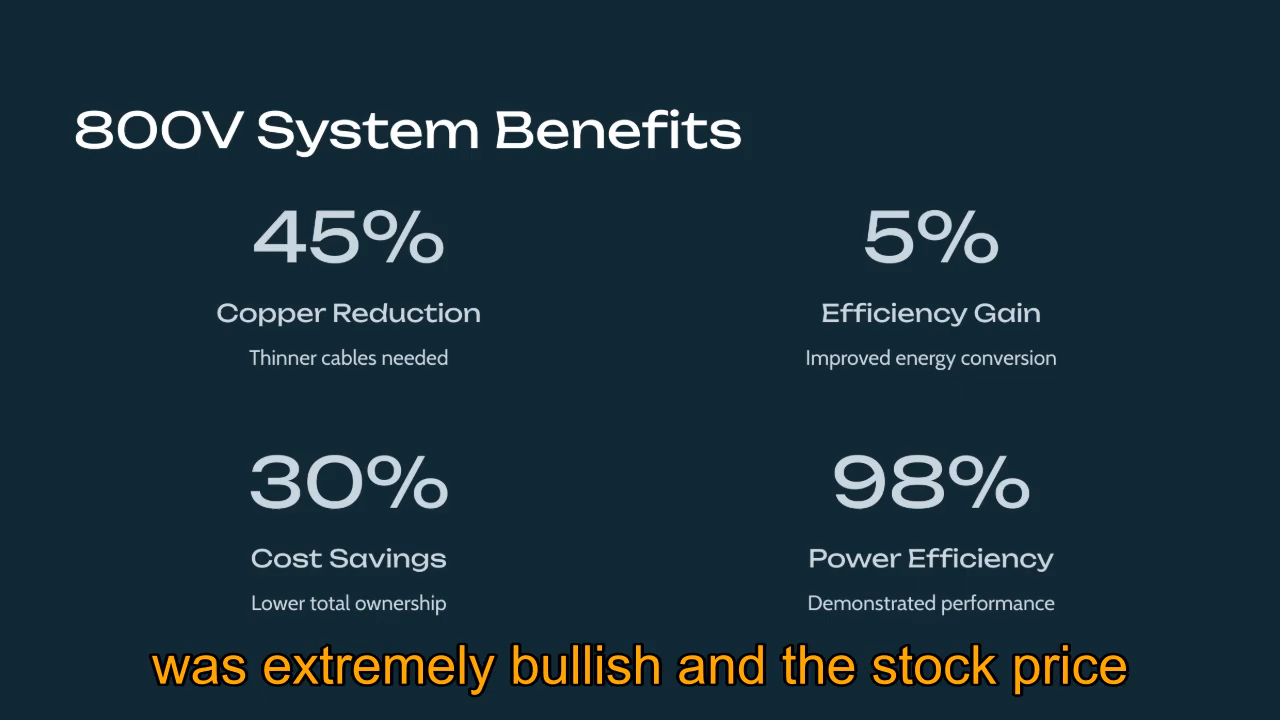 800V System Benefits
45%
Copper Reduction
Thinner cables needed
5%
Efficiency Gain
Improved energy conversion
30%
Cost Savings
Lower total ownership
98%
Power Efficiency
Demonstrated performance
was extremely bullish and the stock price